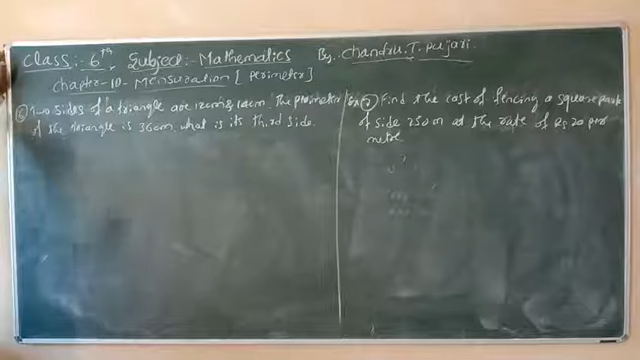 Class:- 6th Subject:- Mathematics By. Chandru. T. Pujari.
Chapter-10- Mensuration [ Perimeter ]
Two sides of a triangle are 12cm & 14cm. The perimeter
of the triangle is 36cm. what is its third side.
Find the cost of fencing a square park
of side 250 m at the rate of Rs 20 per
metre